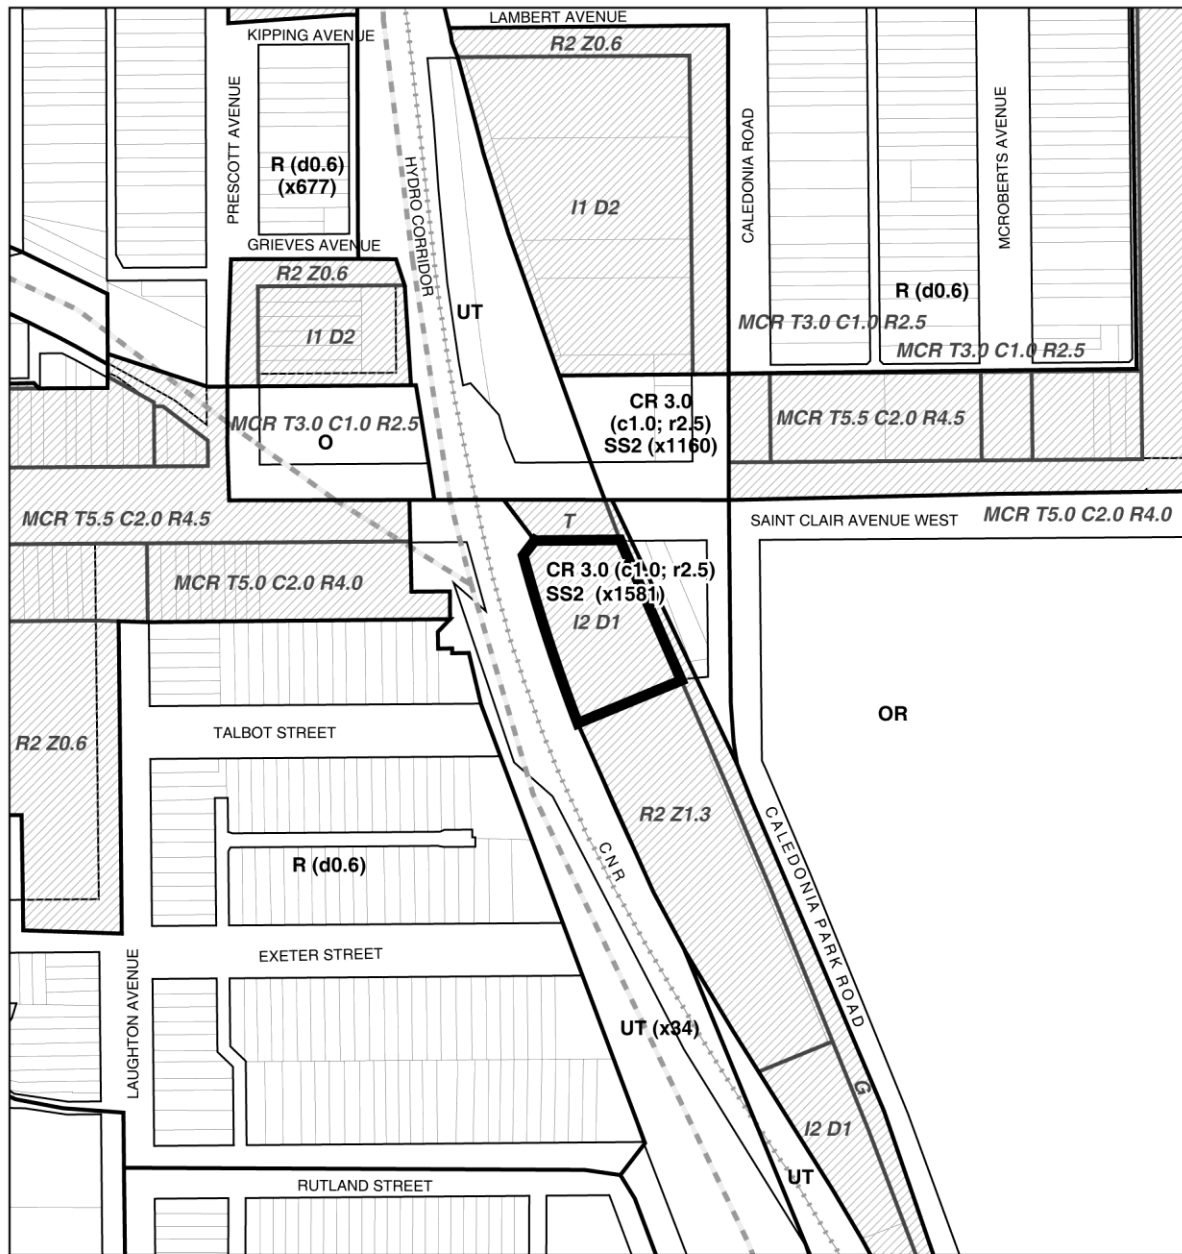 LAMBERT AVENUE
KIPPING AVENUE
R2 Z0.6
PRESCOTT AVENUE
R (d0.6)
(x677)
HYDRO CORRIDOR
I1 D2
CALEDONIA ROAD
MCROBERTS AVENUE
GRIEVES AVENUE
R2 Z0.6
I1 D2
UT
R (d0.6)
MCR T3.0 C1.0 R2.5
MCR T3.0 C1.0 R2.5
MCR T3.0 C1.0 R2.5
O
CR 3.0
(c1.0; r2.5)
SS2 (x1160)
MCR T5.5 C2.0 R4.5
MCR T5.5 C2.0 R4.5
T
SAINT CLAIR AVENUE WEST
MCR T5.0 C2.0 R4.0
MCR T5.0 C2.0 R4.0
CR 3.0 (c1.0; r2.5)
SS2 (x1581)
I2 D1
R2 Z0.6
TALBOT STREET
OR
R2 Z1.3
CALEDONIA PARK ROAD
CNR
R (d0.6)
EXETER STREET
LAUGHTON AVENUE
UT (x34)
G
I2 D1
UT
RUTLAND STREET